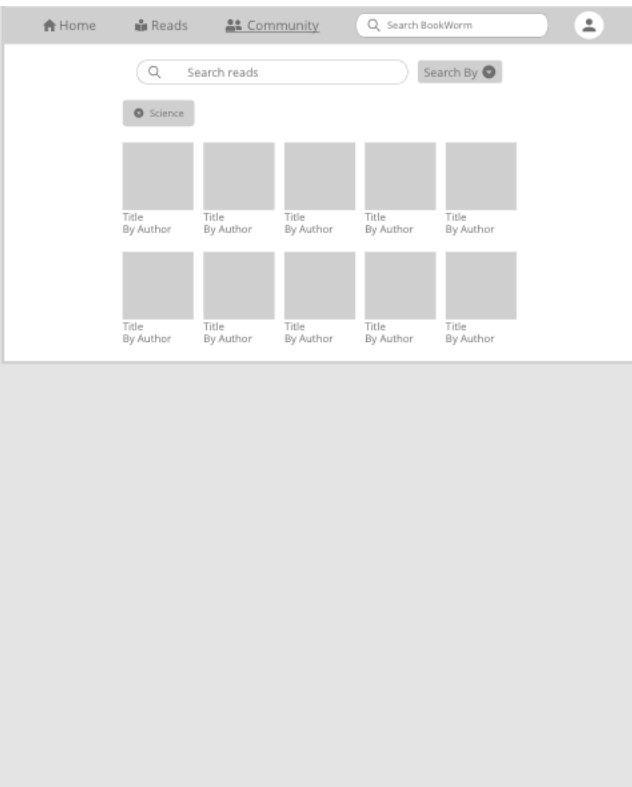 Home Reads Community Search BookWorm
Search reads Search By
Science
Title Title Title Title Title
By Author By Author By Author By Author By Author
Title Title Title Title Title
By Author By Author By Author By Author By Author